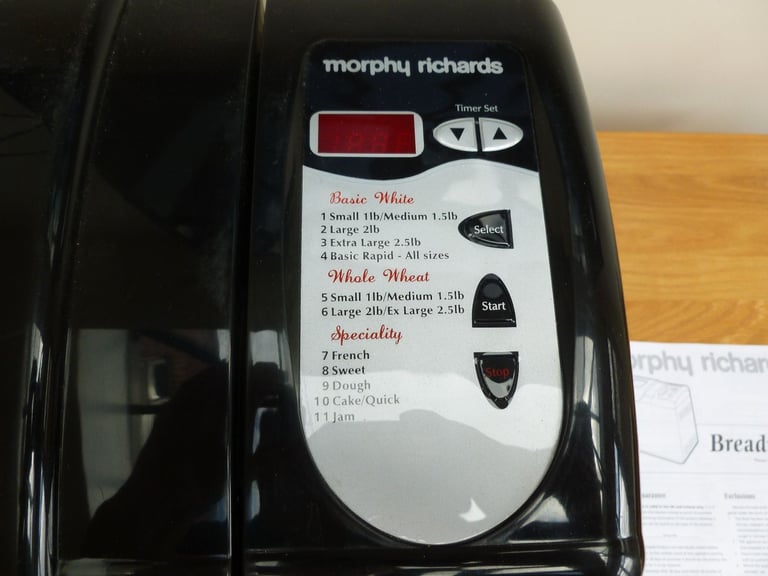 morphy richards
Timer Set
Basic White
1 Small 1lb/Medium 1.5lb
2 Large 2lb
3 Extra Large 2.5lb
4 Basic Rapid - All sizes
Select
Whole Wheat
5 Small 1lb/Medium 1.5lb
6 Large 2lb/Ex Large 2.5lb
Start
Speciality
7 French
8 Sweet
9 Dough
10 Cake/Quick
11 Jam
Stop
orphy richard
Bread
Exclusions